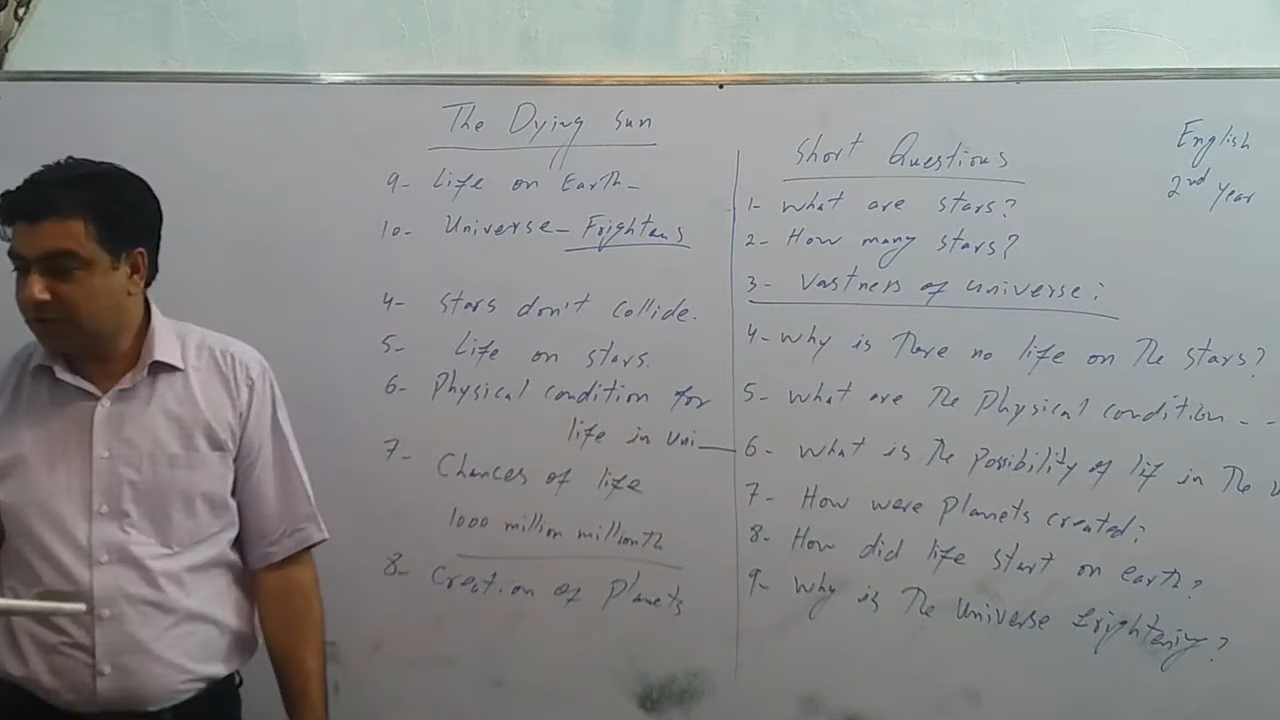 The Dying Sun
9- Life on Earth-
10- Universe- Frightens
4- Stars don't collide.
5- Life on stars.
6- Physical condition for
life in Uni
7- Chances of life
1000 million millionth
8- Creation of Planets
Short Questions
1- What are stars?
2- How many stars?
3- Vastness of universe:
4- Why is there no life on The stars?
5- What are The Physical condition - -
6- What is The Possibility of lif in The
7- How were Planets created:
8- How did life start on earth?
9- Why is The Universe frightening?
English
2nd Year